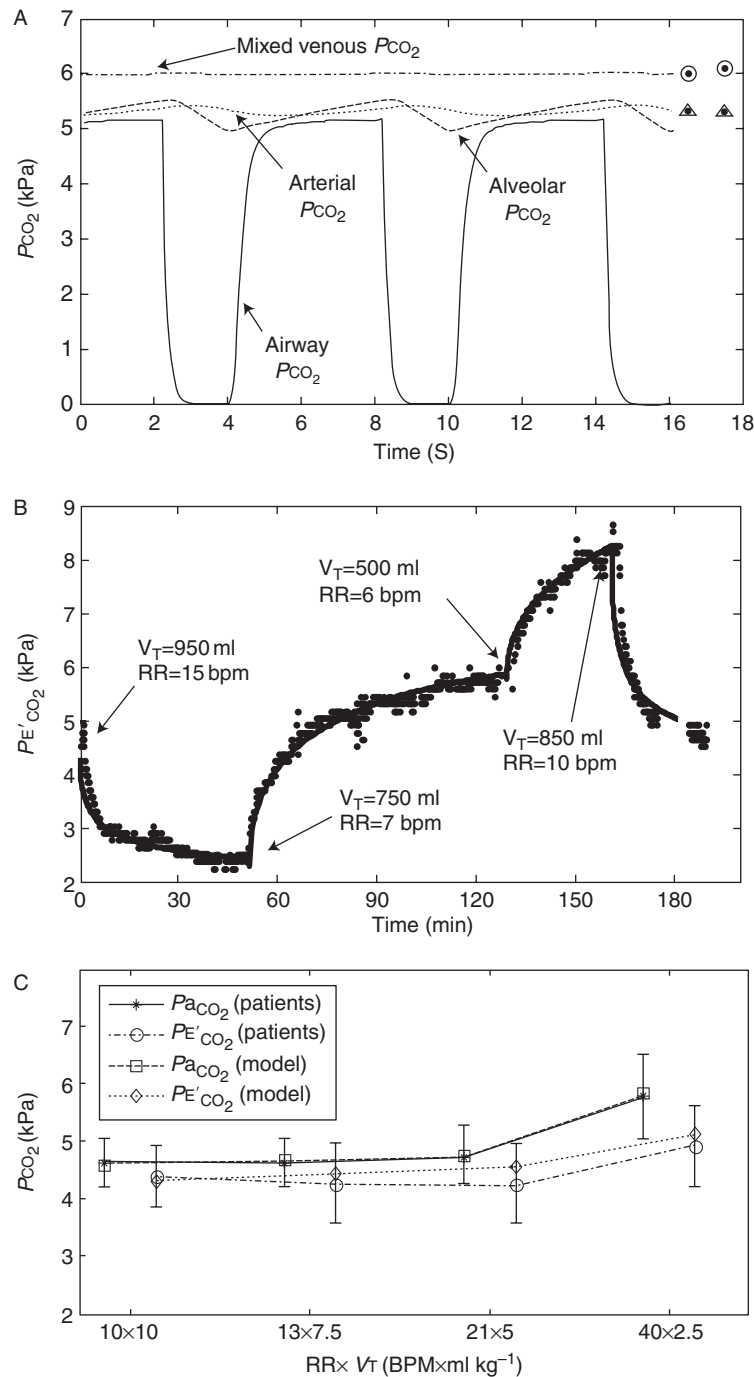 A
7
6
5
4
3
2
1
0
PCO2 (kPa)
Mixed venous PCO2
Arterial
PCO2
Alveolar
PCO2
Airway
PCO2
0 2 4 6 8 10 12 14 16 18
Time (S)
B
9
8
7
6
5
4
3
2
PE′CO2 (kPa)
VT=950 ml
RR=15 bpm
VT=500 ml
RR=6 bpm
VT=750 ml
RR=7 bpm
VT=850 ml
RR=10 bpm
0 30 60 90 120 150 180
Time (min)
C
7
6
5
4
3
2
PCO2 (kPa)
PaCO2 (patients)
PE′CO2 (patients)
PaCO2 (model)
PE′CO2 (model)
10×10 13×7.5 21×5 40×2.5
RR× VT (BPM×ml kg−1)